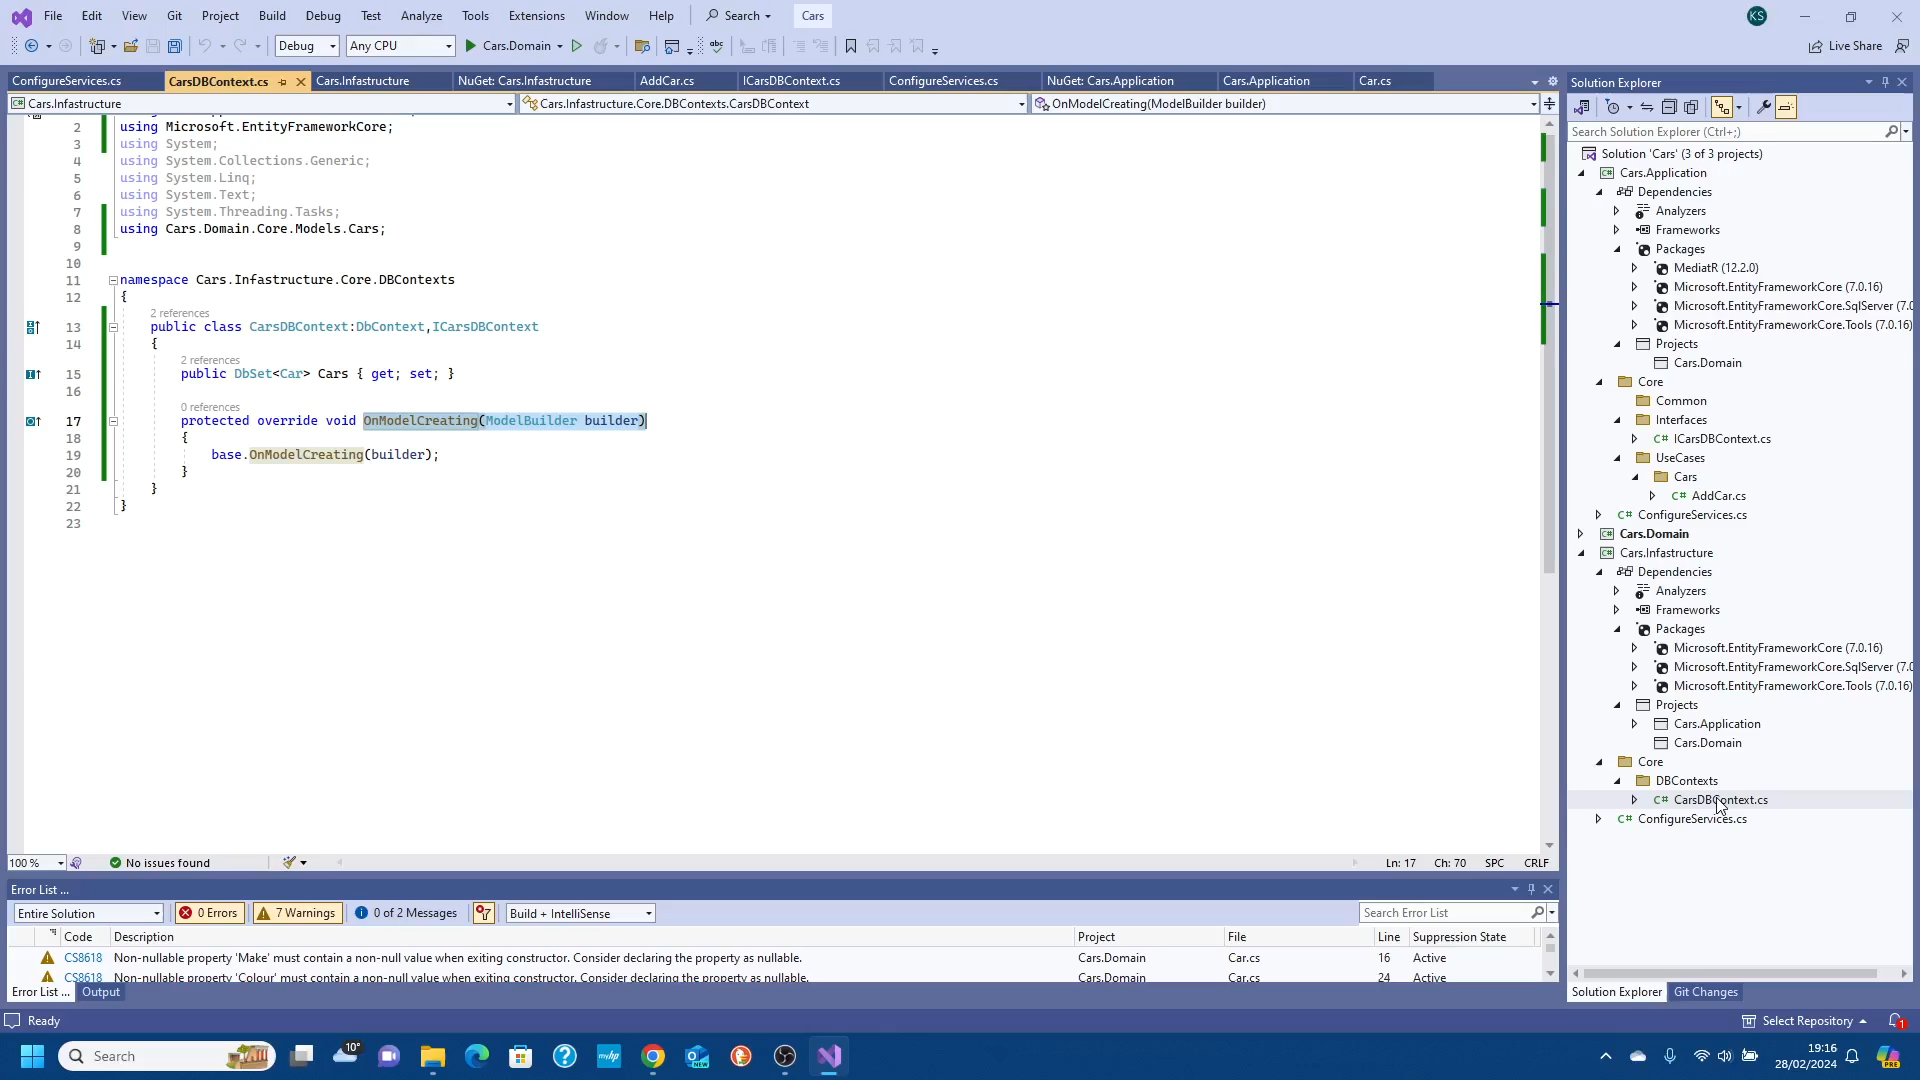 File Edit View Git Project Build Debug Test Analyze Tools Extensions Window Help Search Cars KS
Debug Any CPU Cars.Domain Live Share
ConfigureServices.cs CarsDBContext.cs Cars.Infastructure NuGet: Cars.Infastructure AddCar.cs ICarsDBContext.cs ConfigureServices.cs NuGet: Cars.Application Cars.Application Car.cs
Cars.Infastructure Cars.Infastructure.Core.DBContexts.CarsDBContext OnModelCreating(ModelBuilder builder)
2 using Microsoft.EntityFrameworkCore;
3 using System;
4 using System.Collections.Generic;
5 using System.Linq;
6 using System.Text;
7 using System.Threading.Tasks;
8 using Cars.Domain.Core.Models.Cars;
9
10
11 namespace Cars.Infastructure.Core.DBContexts
12 {
2 references
13 public class CarsDBContext:DbContext,ICarsDBContext
14 {
2 references
15 public DbSet<Car> Cars { get; set; }
16
0 references
17 protected override void OnModelCreating(ModelBuilder builder)
18 {
19 base.OnModelCreating(builder);
20 }
21 }
22 }
23
100 % No issues found Ln: 17 Ch: 70 SPC CRLF
Error List ...
Entire Solution 0 Errors 7 Warnings 0 of 2 Messages Build + IntelliSense Search Error List
Code Description Project File Line Suppression State
CS8618 Non-nullable property 'Make' must contain a non-null value when exiting constructor. Consider declaring the property as nullable. Cars.Domain Car.cs 16 Active
CS8618 Non-nullable property 'Colour' must contain a non-null value when exiting constructor. Consider declaring the property as nullable. Cars.Domain Car.cs 24 Active
Error List ... Output
Solution Explorer
Search Solution Explorer (Ctrl+;)
Solution 'Cars' (3 of 3 projects)
Cars.Application
Dependencies
Analyzers
Frameworks
Packages
MediatR (12.2.0)
Microsoft.EntityFrameworkCore (7.0.16)
Microsoft.EntityFrameworkCore.SqlServer (7.0
Microsoft.EntityFrameworkCore.Tools (7.0.16)
Projects
Cars.Domain
Core
Common
Interfaces
ICarsDBContext.cs
UseCases
Cars
AddCar.cs
ConfigureServices.cs
Cars.Domain
Cars.Infastructure
Dependencies
Analyzers
Frameworks
Packages
Microsoft.EntityFrameworkCore (7.0.16)
Microsoft.EntityFrameworkCore.SqlServer (7.0
Microsoft.EntityFrameworkCore.Tools (7.0.16)
Projects
Cars.Application
Cars.Domain
Core
DBContexts
CarsDBContext.cs
ConfigureServices.cs
Solution Explorer Git Changes
Ready Select Repository 1
Search 10° 19:16
28/02/2024